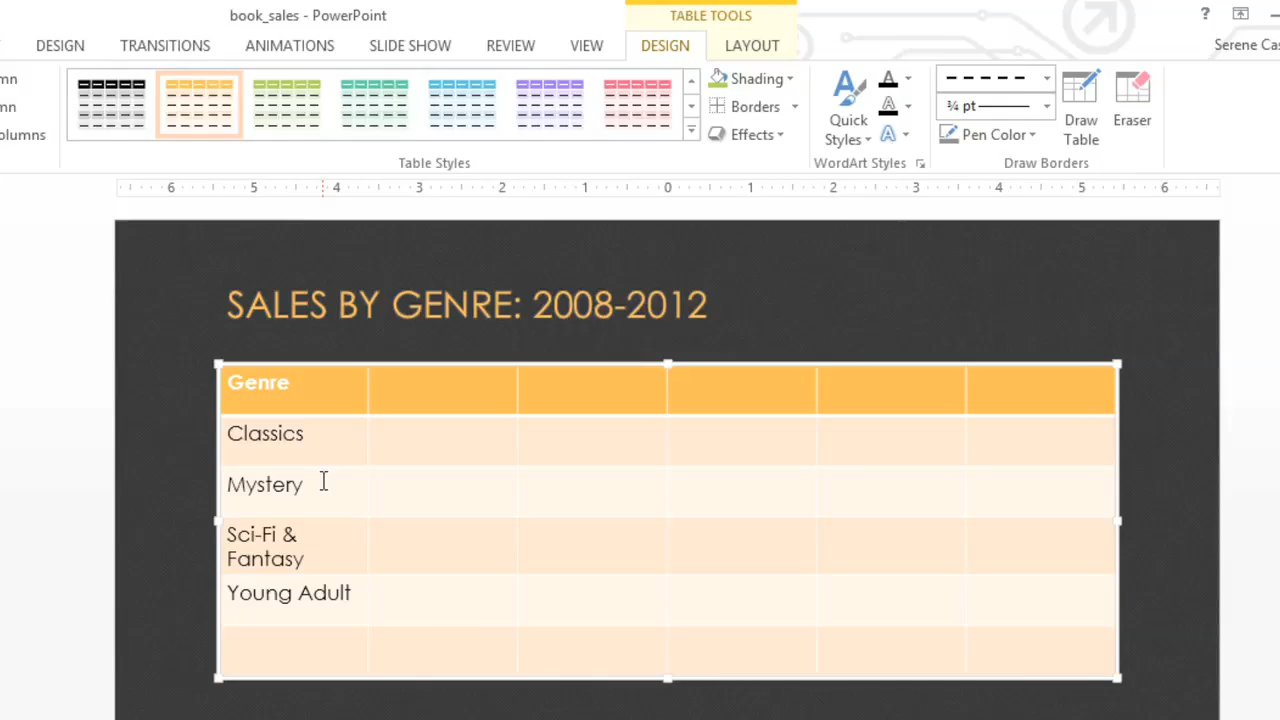 book_sales - PowerPoint
TABLE TOOLS
?
DESIGN TRANSITIONS ANIMATIONS SLIDE SHOW REVIEW VIEW DESIGN LAYOUT
Serene Cas
mn
mn
olumns
Shading
Borders
Effects
Table Styles
Quick
Styles
A
A
A
A
WordArt Styles
¾ pt
Pen Color
Draw
Table
Eraser
Draw Borders
6 5 4 3 2 1 0 1 2 3 4 5 6
SALES BY GENRE: 2008-2012
Genre
Classics
Mystery
Sci-Fi &
Fantasy
Young Adult